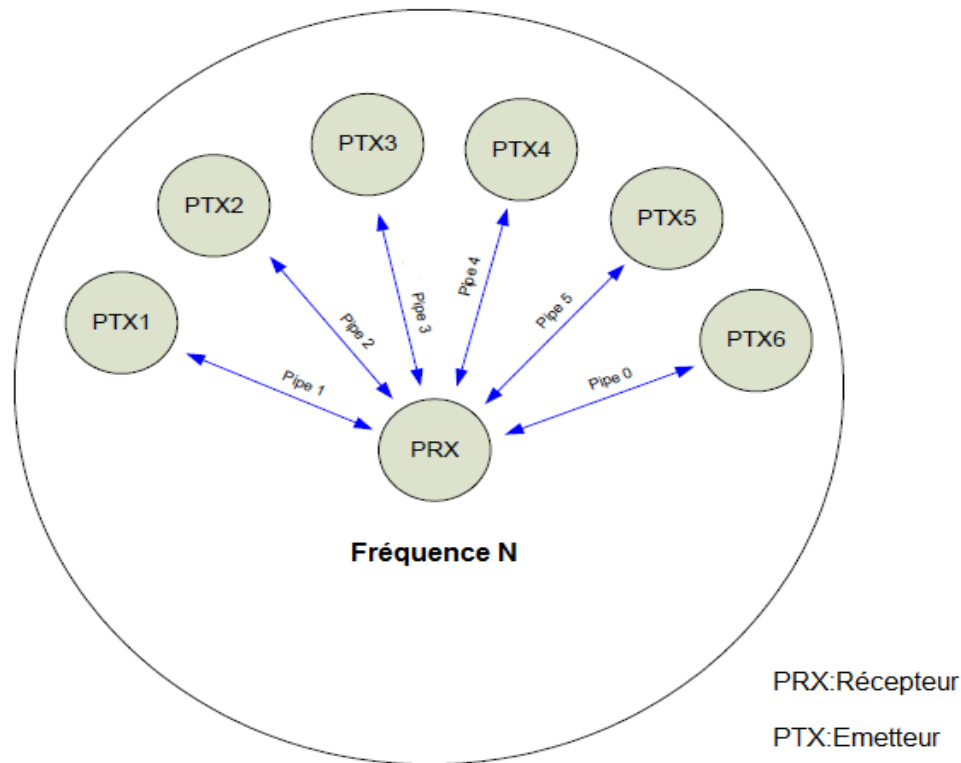 PTX3
PTX4
PTX2
PTX5
PTX1
PTX6
Pipe 4
Pipe 3
Pipe 5
Pipe 2
Pipe 1
Pipe 0
PRX
Fréquence N
PRX:Récepteur
PTX:Emetteur